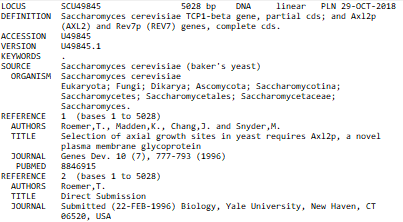 LOCUS SCU49845 5028 bp DNA linear PLN 29-OCT-2018
DEFINITION Saccharomyces cerevisiae TCP1-beta gene, partial cds; and Axl2p
(AXL2) and Rev7p (REV7) genes, complete cds.
ACCESSION U49845
VERSION U49845.1
KEYWORDS .
SOURCE Saccharomyces cerevisiae (baker's yeast)
ORGANISM Saccharomyces cerevisiae
Eukaryota; Fungi; Dikarya; Ascomycota; Saccharomycotina;
Saccharomycetes; Saccharomycetales; Saccharomycetaceae;
Saccharomyces.
REFERENCE 1 (bases 1 to 5028)
AUTHORS Roemer,T., Madden,K., Chang,J. and Snyder,M.
TITLE Selection of axial growth sites in yeast requires Axl2p, a novel
plasma membrane glycoprotein
JOURNAL Genes Dev. 10 (7), 777-793 (1996)
PUBMED 8846915
REFERENCE 2 (bases 1 to 5028)
AUTHORS Roemer,T.
TITLE Direct Submission
JOURNAL Submitted (22-FEB-1996) Biology, Yale University, New Haven, CT
06520, USA